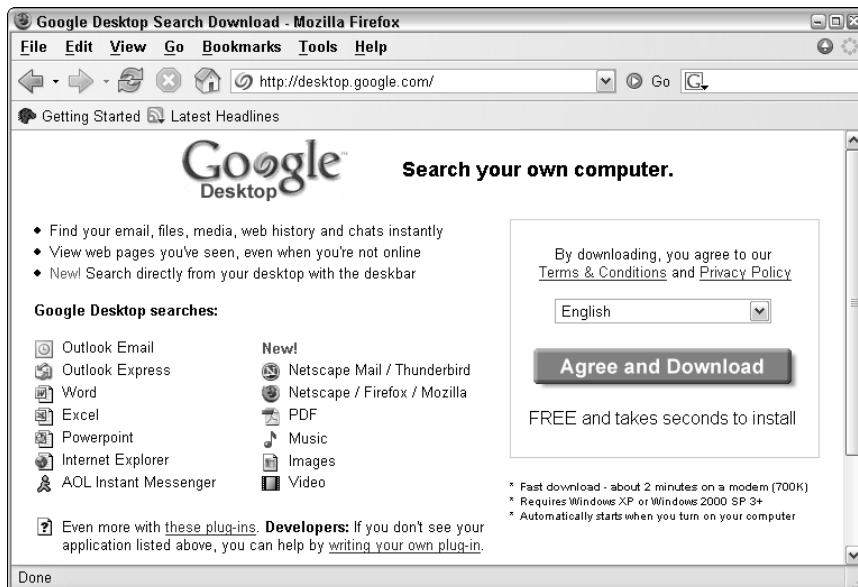 Google Desktop Search Download - Mozilla Firefox
File Edit View Go Bookmarks Tools Help
http://desktop.google.com/ Go G
Getting Started Latest Headlines
Google™
Desktop
Search your own computer.
• Find your email, files, media, web history and chats instantly
• View web pages you've seen, even when you're not online
• New! Search directly from your desktop with the deskbar
Google Desktop searches:
Outlook Email
Outlook Express
Word
Excel
Powerpoint
Internet Explorer
AOL Instant Messenger
New!
Netscape Mail / Thunderbird
Netscape / Firefox / Mozilla
PDF
Music
Images
Video
? Even more with these plug-ins. Developers: If you don't see your
application listed above, you can help by writing your own plug-in.
By downloading, you agree to our
Terms & Conditions and Privacy Policy
English
Agree and Download
FREE and takes seconds to install
* Fast download - about 2 minutes on a modem (700K)
* Requires Windows XP or Windows 2000 SP 3+
* Automatically starts when you turn on your computer
Done